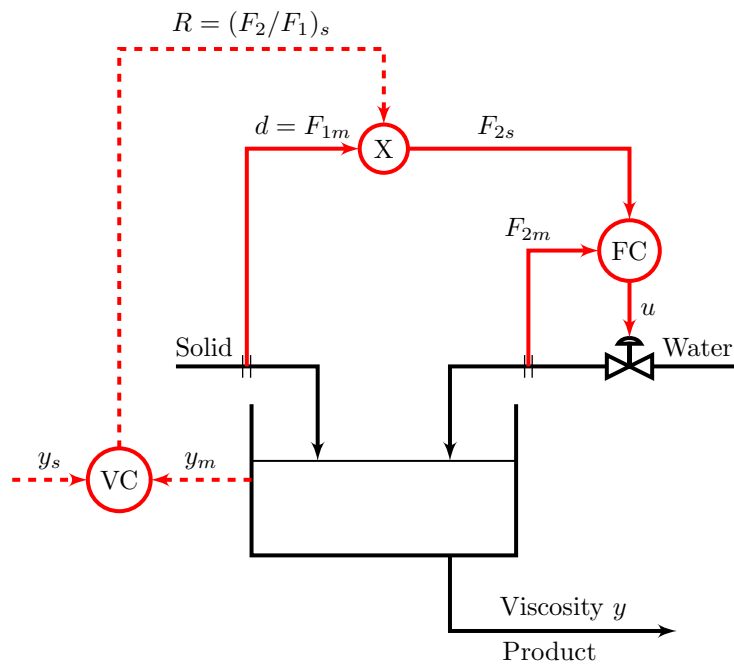 R = (F₂/F₁)ₛ
d = F₁ₘ
X
F₂ₛ
F₂ₘ
FC
u
Solid
Water
yₛ
VC
yₘ
Viscosity y
Product